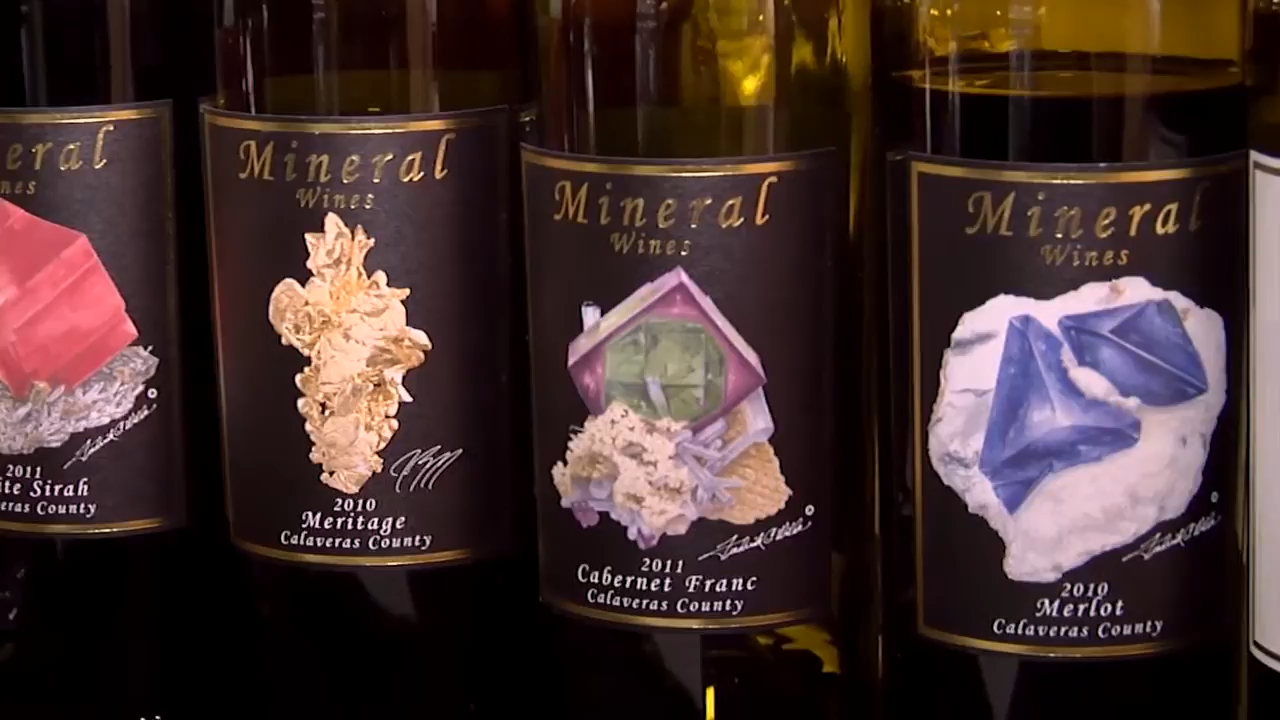 eral
nes
2011
ite Sirah
eras County
Mineral
Wines
2010
Meritage
Calaveras County
Mineral
Wines
2011
Cabernet Franc
Calaveras County
Mineral
Wines
2010
Merlot
Calaveras County